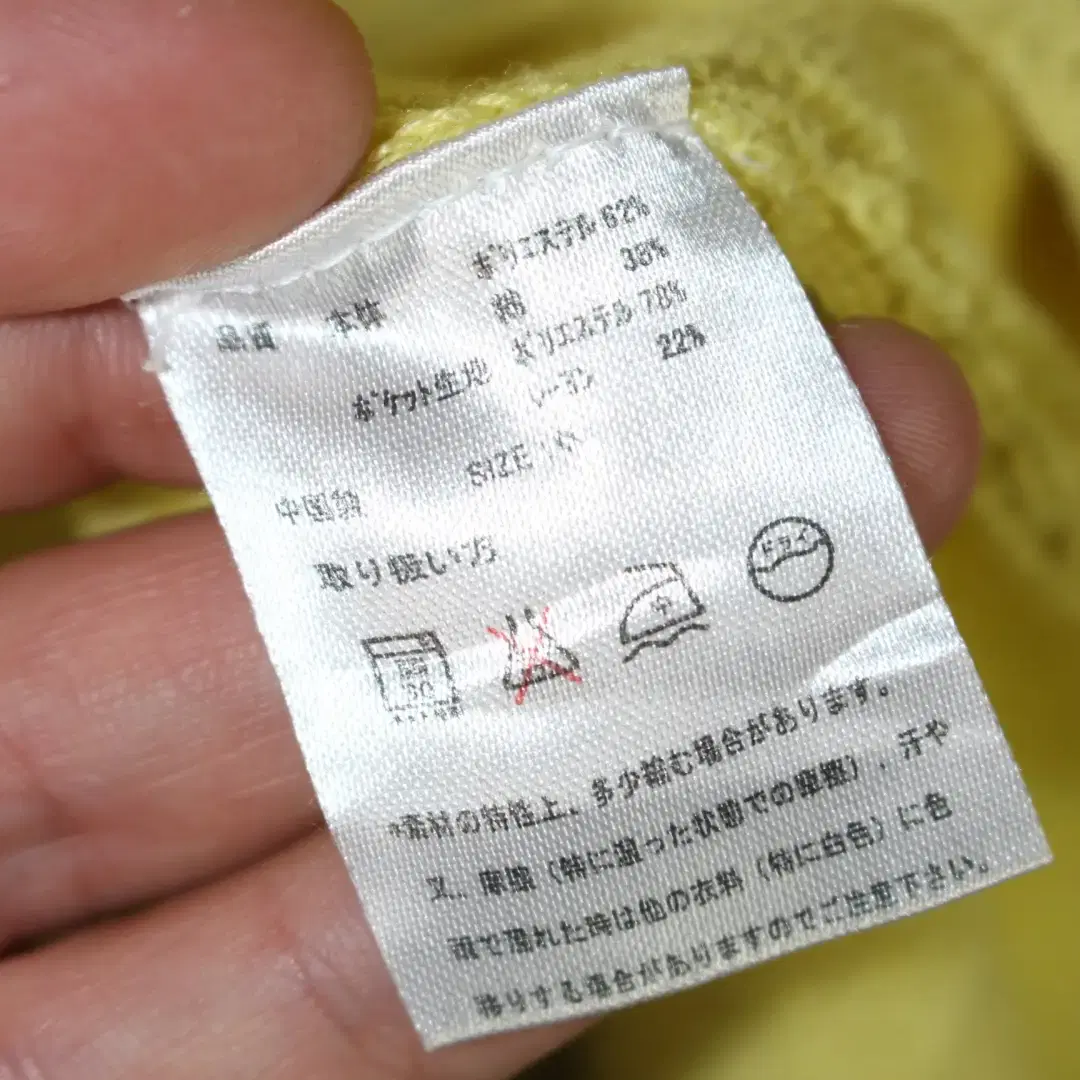 品質 本体 ポリエステル 62%
綿 38%
ポケット生地 ポリエステル 78%
レーヨン 22%
SIZE
中国製
取り扱い方
30
中
ドライ
*素材の特性上、多少縮む場合があります。
又、摩擦（特に湿った状態での摩擦）、汗や
雨で濡れた時は他の衣料（特に白色）に色
移りする場合がありますのでご注意下さい。